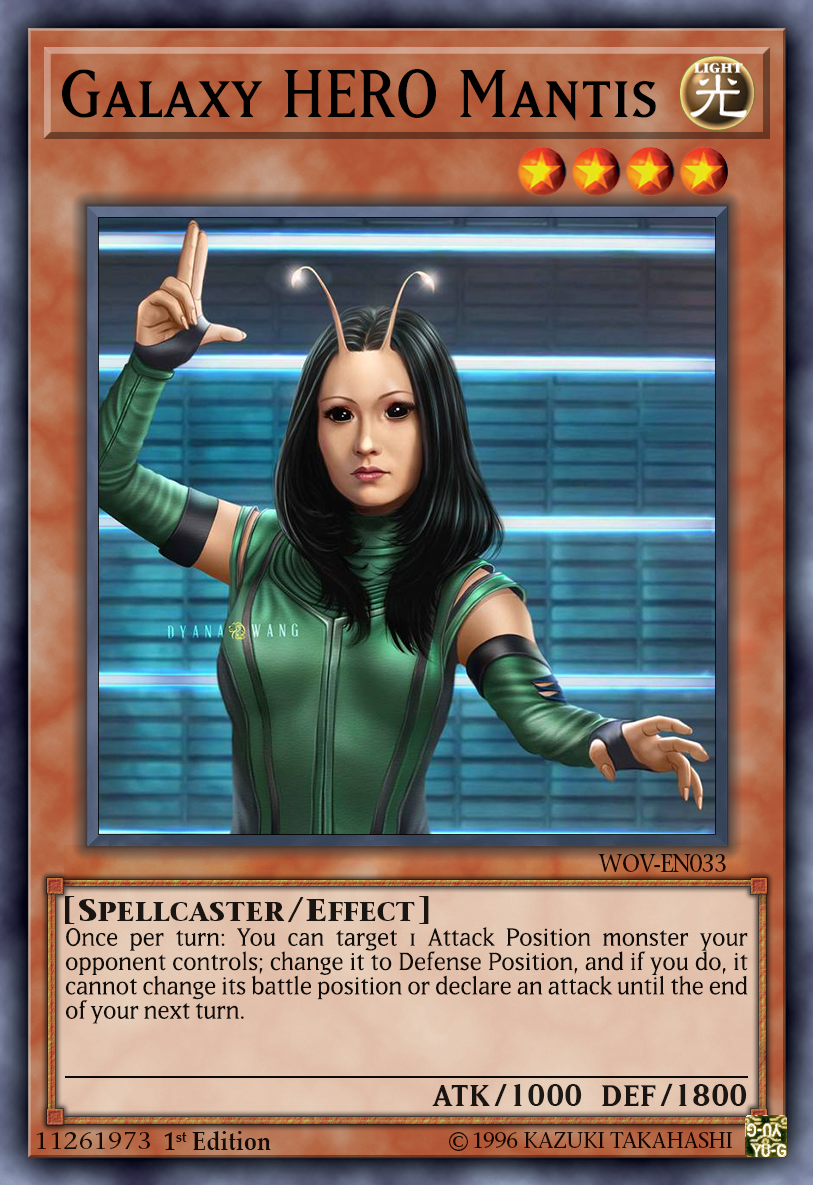 Galaxy HERO Mantis
LIGHT
光
DYANA WANG
WOV-EN033
[Spellcaster/Effect]
Once per turn: You can target 1 Attack Position monster your
opponent controls; change it to Defense Position, and if you do, it
cannot change its battle position or declare an attack until the end
of your next turn.
ATK/1000 DEF/1800
11261973 1st Edition
©1996 KAZUKI TAKAHASHI
YU-G
YU-G